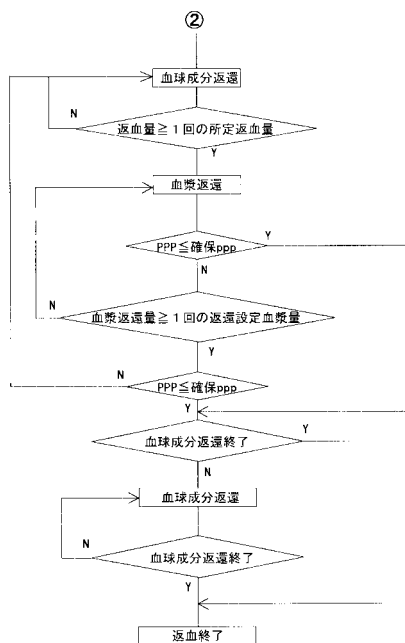 ②
血球成分返還
N
返血量≧1回の所定返血量
Y
血漿返還
Y
PPP≦確保ppp
N
N
血漿返還量≧1回の返還設定血漿量
Y
N
PPP≦確保ppp
Y
Y
血球成分返還終了
N
血球成分返還
N
血球成分返還終了
Y
返血終了